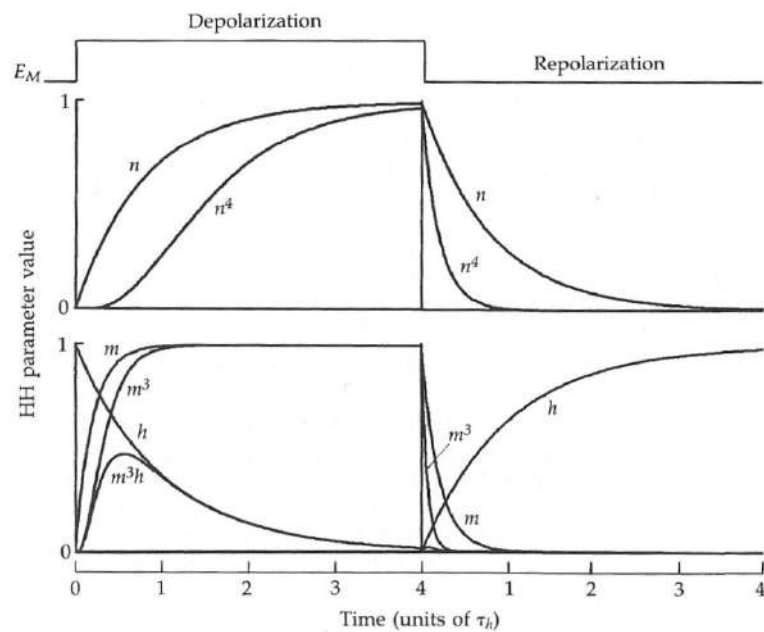 Depolarization
E_M
Repolarization
1
n
n
n⁴
n⁴
0
HH parameter value
1
m
m³
h
h
m³
m³h
m
0
0 1 2 3 4 1 2 3 4
Time (units of τ_h)